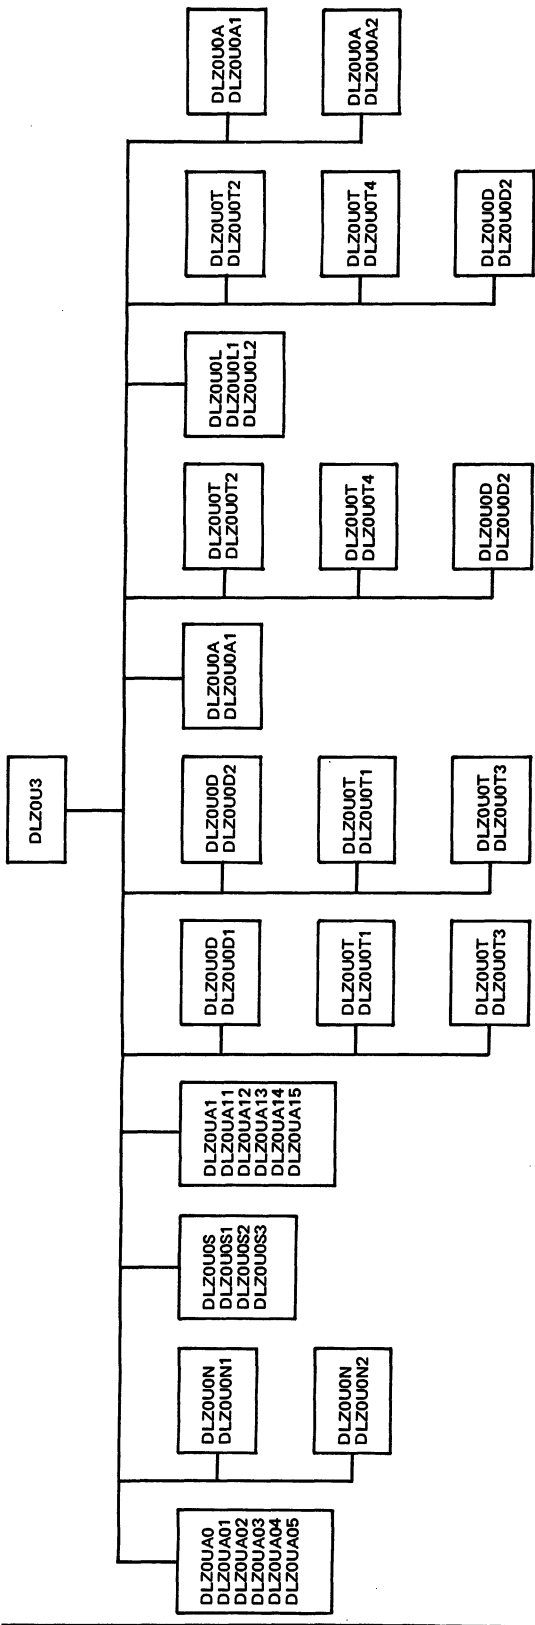 DLZ0U3
DLZ0UA0
DLZ0UA01
DLZ0UA02
DLZ0UA03
DLZ0UA04
DLZ0UA05
DLZ0U0N
DLZ0U0N1
DLZ0U0N
DLZ0U0N2
DLZ0U0S
DLZ0U0S1
DLZ0U0S2
DLZ0U0S3
DLZ0UA1
DLZ0UA11
DLZ0UA12
DLZ0UA13
DLZ0UA14
DLZ0UA15
DLZ0U0D
DLZ0U0D1
DLZ0U0T
DLZ0U0T1
DLZ0U0T
DLZ0U0T3
DLZ0U0D
DLZ0U0D2
DLZ0U0T
DLZ0U0T1
DLZ0U0T
DLZ0U0T3
DLZ0U0A
DLZ0U0A1
DLZ0U0T
DLZ0U0T2
DLZ0U0T
DLZ0U0T4
DLZ0U0D
DLZ0U0D2
DLZ0U0L
DLZ0U0L1
DLZ0U0L2
DLZ0U0T
DLZ0U0T2
DLZ0U0T
DLZ0U0T4
DLZ0U0D
DLZ0U0D2
DLZ0U0A
DLZ0U0A1
DLZ0U0A
DLZ0U0A2